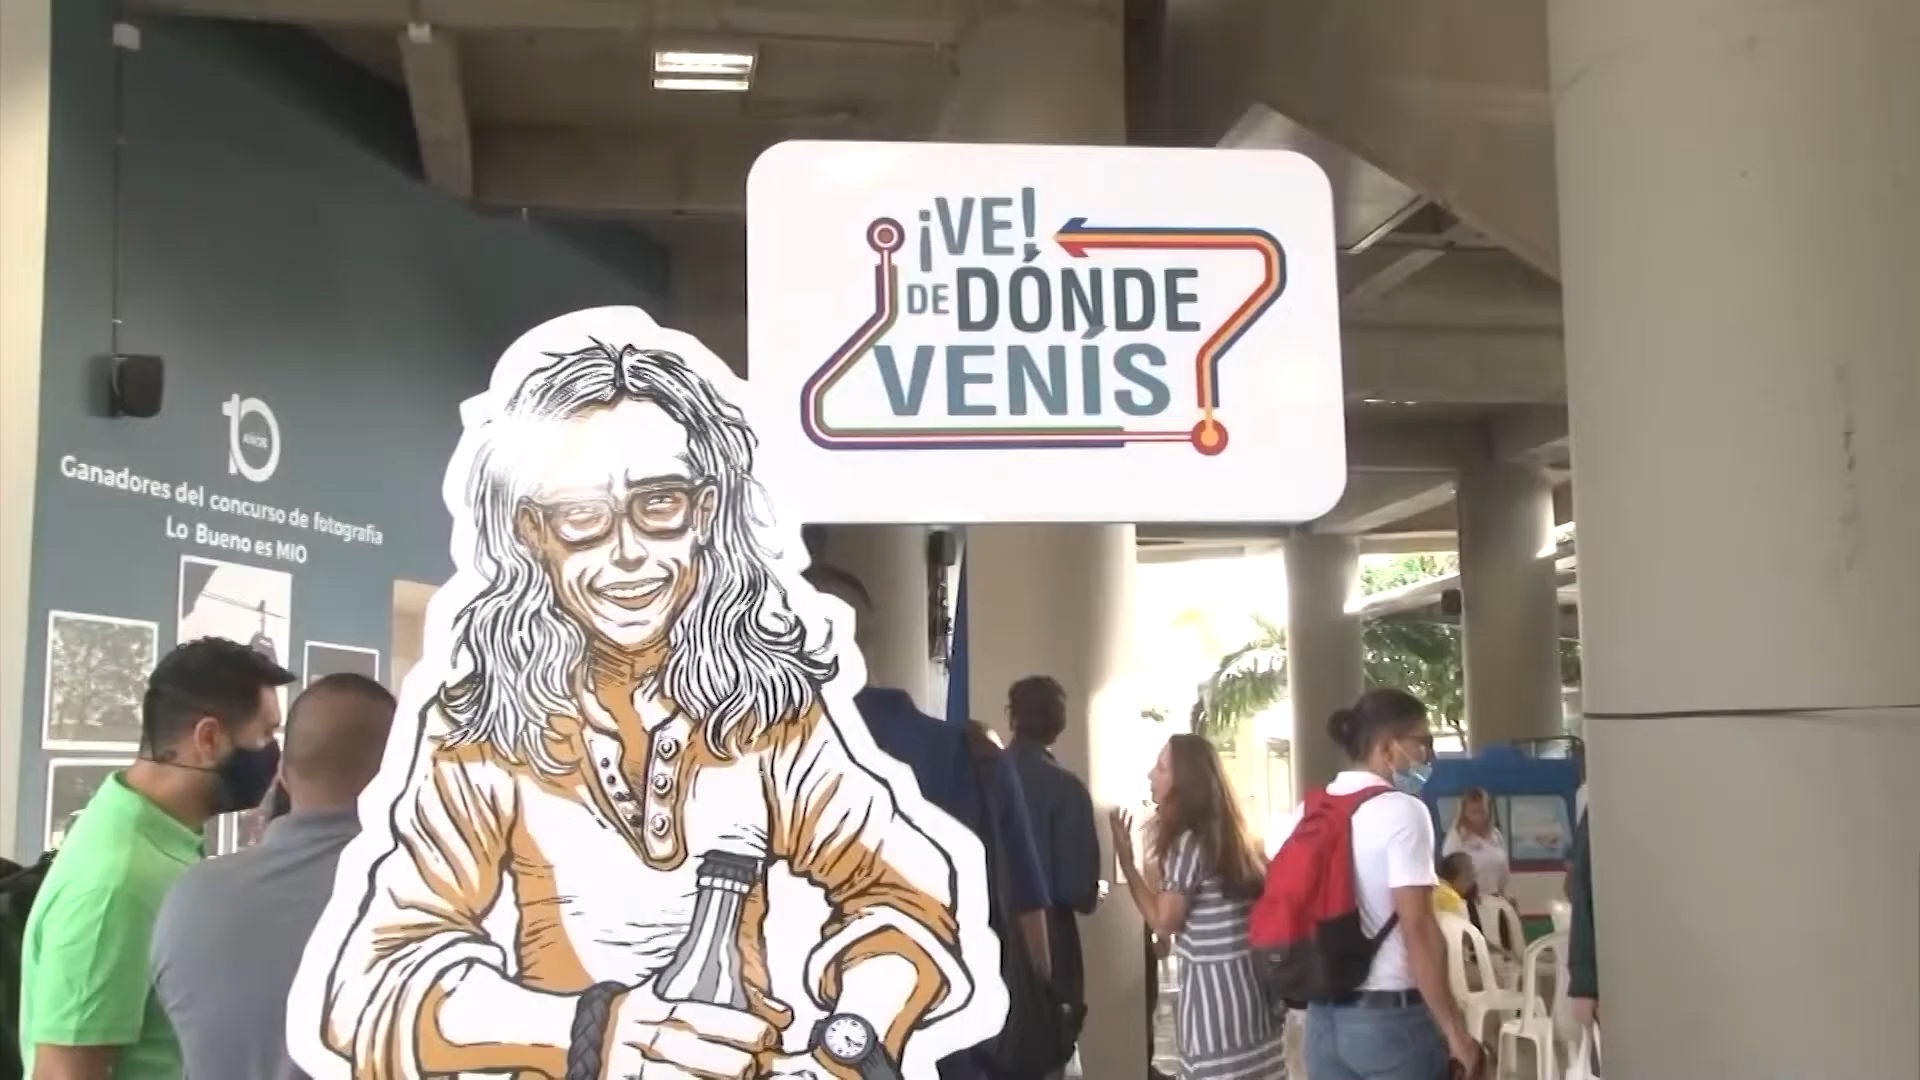 ¡VE!
DE DÓNDE
VENÍS
10
AÑOS
Ganadores del concurso de fotografía
Lo Bueno es MIO